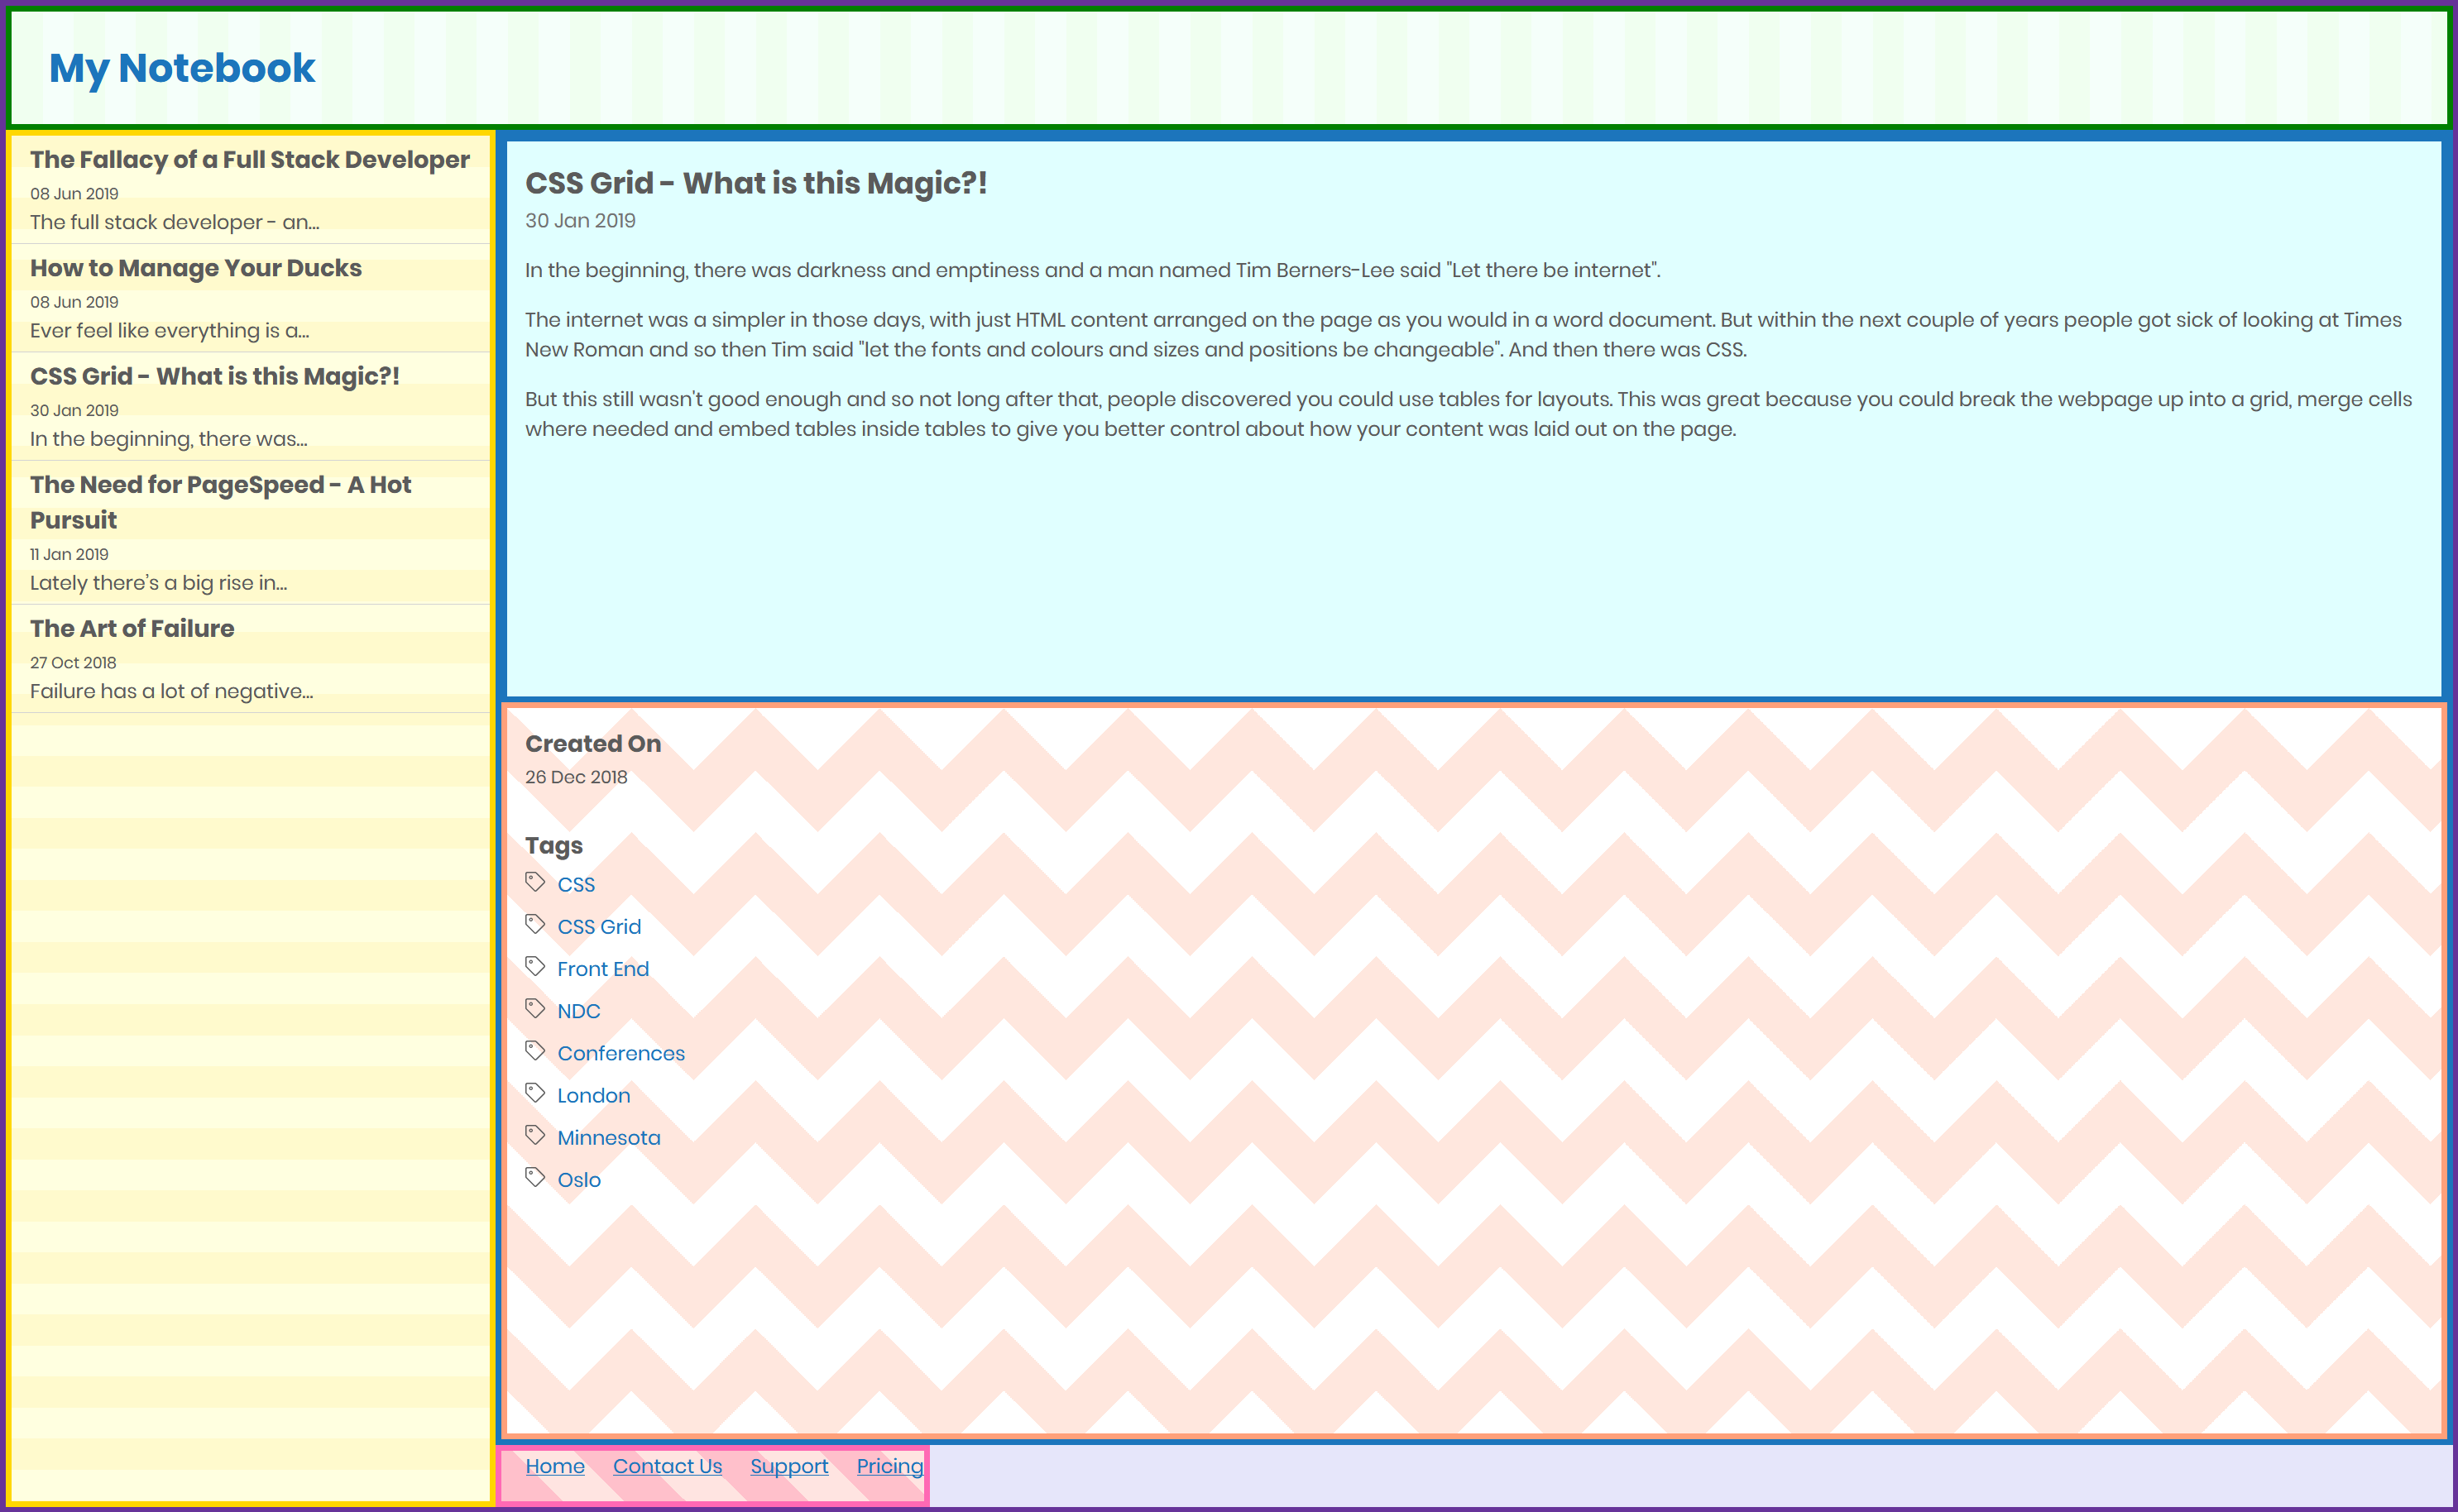 My Notebook
The Fallacy of a Full Stack Developer
08 Jun 2019
The full stack developer - an...
How to Manage Your Ducks
08 Jun 2019
Ever feel like everything is a...
CSS Grid - What is this Magic?!
30 Jan 2019
In the beginning, there was...
The Need for PageSpeed - A Hot
Pursuit
11 Jan 2019
Lately there's a big rise in...
The Art of Failure
27 Oct 2018
Failure has a lot of negative...
CSS Grid - What is this Magic?!
30 Jan 2019
In the beginning, there was darkness and emptiness and a man named Tim Berners-Lee said "Let there be internet".
The internet was a simpler in those days, with just HTML content arranged on the page as you would in a word document. But within the next couple of years people got sick of looking at Times
New Roman and so then Tim said "let the fonts and colours and sizes and positions be changeable". And then there was CSS.
But this still wasn't good enough and so not long after that, people discovered you could use tables for layouts. This was great because you could break the webpage up into a grid, merge cells
where needed and embed tables inside tables to give you better control about how your content was laid out on the page.
Created On
26 Dec 2018
Tags
CSS
CSS Grid
Front End
NDC
Conferences
London
Minnesota
Oslo
Home Contact Us Support Pricing